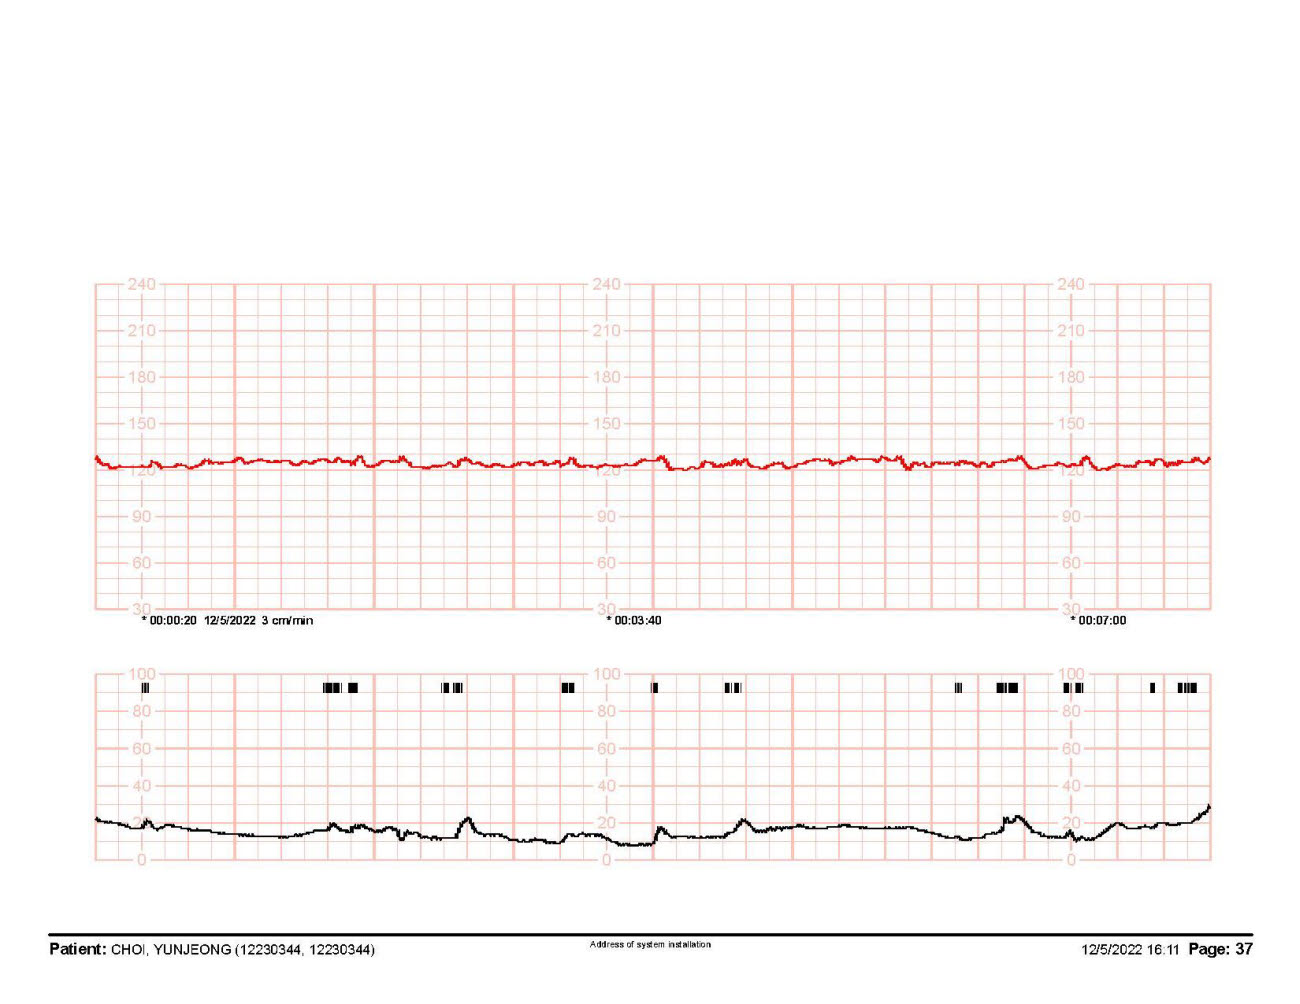 240 240 240
210 210 210
180 180 180
150 150 150
120 120 120
90 90 90
60 60 60
30 30 30
* 00:00:20 12/5/2022 3 cm/min * 00:03:40 * 00:07:00
100 100 100
80 80 80
60 60 60
40 40 40
20 20 20
0 0 0
Patient: CHOI, YUNJEONG (12230344, 12230344) Address of system installation 12/5/2022 16:11 Page: 37